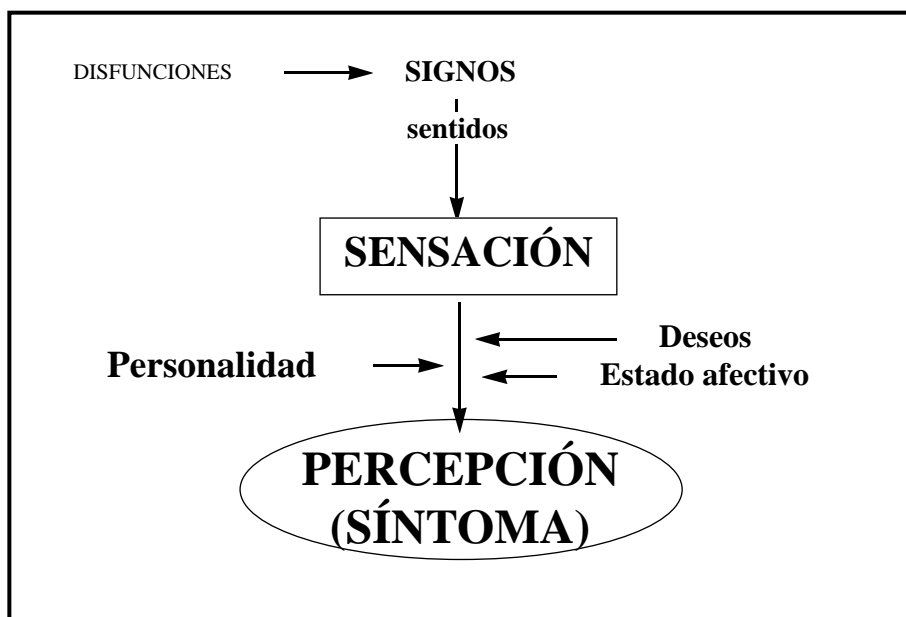 DISFUNCIONES SIGNOS
sentidos
SENSACIÓN
Deseos
Personalidad
Estado afectivo
PERCEPCIÓN
(SÍNTOMA)